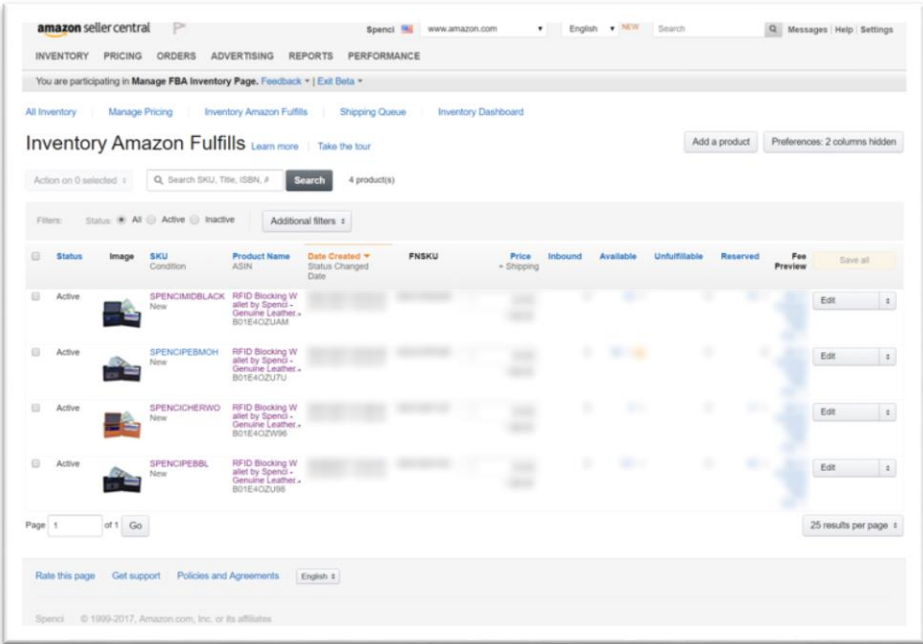 amazon seller central Spenci www.amazon.com English NEW Search Messages | Help | Settings
INVENTORY PRICING ORDERS ADVERTISING REPORTS PERFORMANCE
You are participating in Manage FBA Inventory Page. Feedback | Exit Beta
All Inventory Manage Pricing Inventory Amazon Fulfills Shipping Queue Inventory Dashboard
Inventory Amazon Fulfills Learn more | Take the tour Add a product Preferences: 2 columns hidden
Action on 0 selected Search SKU, Title, ISBN, A Search 4 product(s)
Filters: Status: All Active Inactive Additional filters
Status Image SKU Product Name Date Created FNSKU Price Inbound Available Unfulfillable Reserved Fee Save all
Condition ASIN Status Changed + Shipping Preview
Date
Active SPENCIMIDBLACK RFID Blocking W Edit
New allet by Spenci -
Genuine Leather..
B01E4OZUAM
Active SPENCIPEBMOH RFID Blocking W Edit
New allet by Spenci -
Genuine Leather..
B01E4OZU7U
Active SPENCICHERWO RFID Blocking W Edit
New allet by Spenci -
Genuine Leather..
B01E4OZW96
Active SPENCIPEBBL RFID Blocking W Edit
New allet by Spenci -
Genuine Leather..
B01E4OZU98
Page 1 of 1 Go 25 results per page
Rate this page Get support Policies and Agreements English
Spenci © 1999-2017, Amazon.com, Inc. or its affiliates